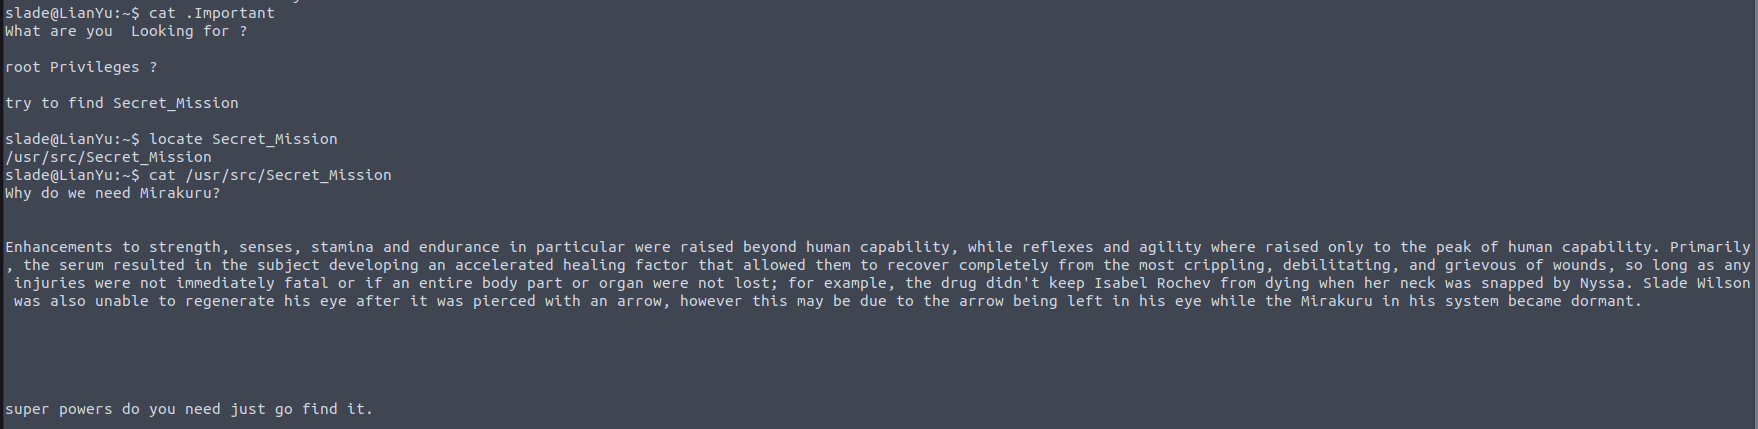 slade@LianYu:~$ cat .Important
What are you  Looking for ?
root Privileges ?
try to find Secret_Mission
slade@LianYu:~$ locate Secret_Mission
/usr/src/Secret_Mission
slade@LianYu:~$ cat /usr/src/Secret_Mission
Why do we need Mirakuru?
Enhancements to strength, senses, stamina and endurance in particular were raised beyond human capability, while reflexes and agility where raised only to the peak of human capability. Primarily
, the serum resulted in the subject developing an accelerated healing factor that allowed them to recover completely from the most crippling, debilitating, and grievous of wounds, so long as any
 injuries were not immediately fatal or if an entire body part or organ were not lost; for example, the drug didn't keep Isabel Rochev from dying when her neck was snapped by Nyssa. Slade Wilson
 was also unable to regenerate his eye after it was pierced with an arrow, however this may be due to the arrow being left in his eye while the Mirakuru in his system became dormant.
super powers do you need just go find it.